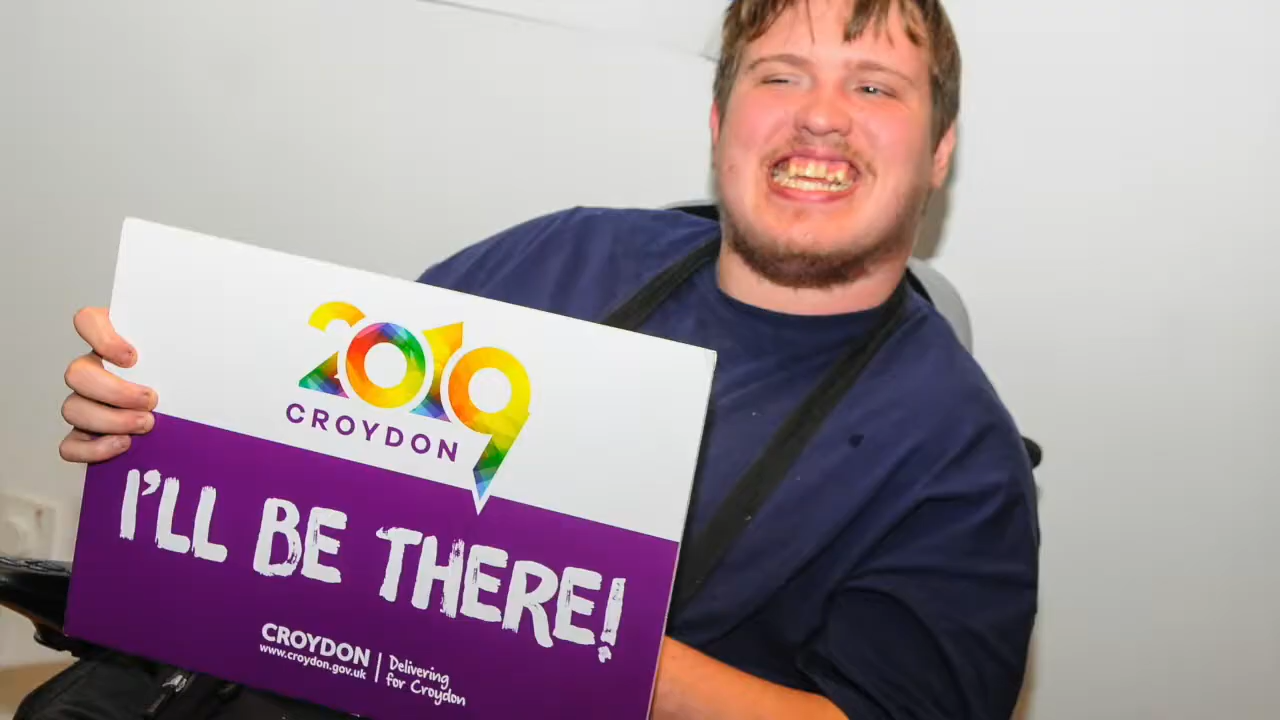 2019
CROYDON
I'LL BE THERE!
CROYDON
www.croydon.gov.uk
Delivering
for Croydon